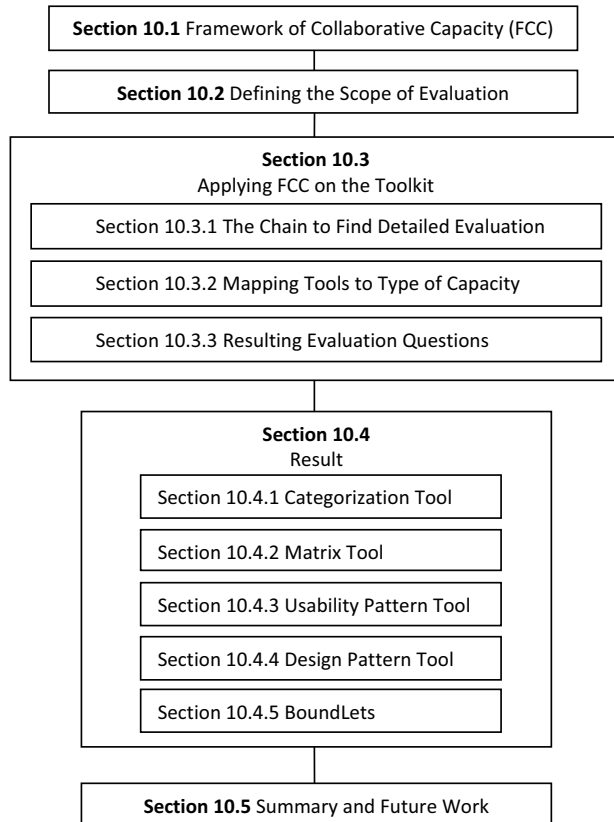 Section 10.1 Framework of Collaborative Capacity (FCC)
Section 10.2 Defining the Scope of Evaluation
Section 10.3
Applying FCC on the Toolkit
Section 10.3.1 The Chain to Find Detailed Evaluation
Section 10.3.2 Mapping Tools to Type of Capacity
Section 10.3.3 Resulting Evaluation Questions
Section 10.4
Result
Section 10.4.1 Categorization Tool
Section 10.4.2 Matrix Tool
Section 10.4.3 Usability Pattern Tool
Section 10.4.4 Design Pattern Tool
Section 10.4.5 BoundLets
Section 10.5 Summary and Future Work